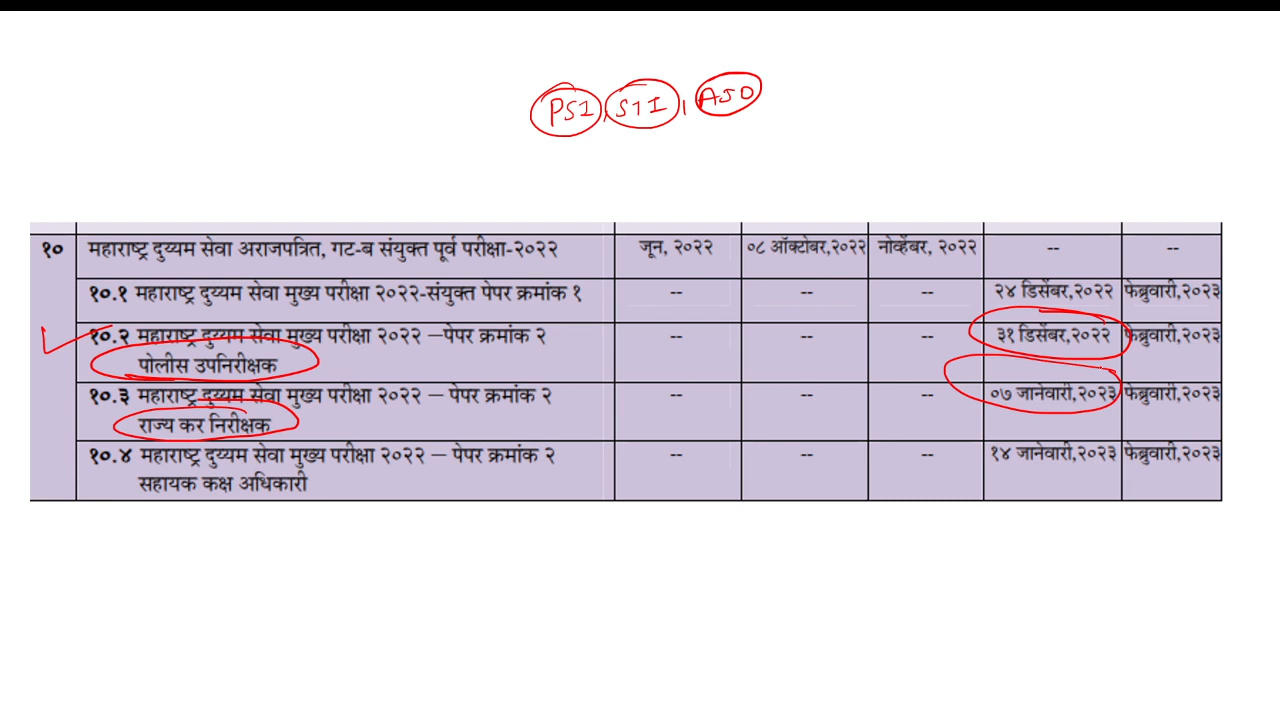 PSI, STI, ASO
१० महाराष्ट्र दुय्यम सेवा अराजपत्रित, गट-ब संयुक्त पूर्व परीक्षा-२०२२ जून, २०२२ ०८ ऑक्टोबर,२०२२ नोव्हेंबर, २०२२ -- --
१०.१ महाराष्ट्र दुय्यम सेवा मुख्य परीक्षा २०२२-संयुक्त पेपर क्रमांक १ -- -- -- २४ डिसेंबर,२०२२ फेब्रुवारी,२०२३
१०.२ महाराष्ट्र दुय्यम सेवा मुख्य परीक्षा २०२२ –पेपर क्रमांक २ -- -- -- ३१ डिसेंबर,२०२२ फेब्रुवारी,२०२३
पोलीस उपनिरीक्षक
१०.३ महाराष्ट्र दुय्यम सेवा मुख्य परीक्षा २०२२ – पेपर क्रमांक २ -- -- -- ०७ जानेवारी,२०२३ फेब्रुवारी,२०२३
राज्य कर निरीक्षक
१०.४ महाराष्ट्र दुय्यम सेवा मुख्य परीक्षा २०२२ – पेपर क्रमांक २ -- -- -- १४ जानेवारी,२०२३ फेब्रुवारी,२०२३
सहायक कक्ष अधिकारी